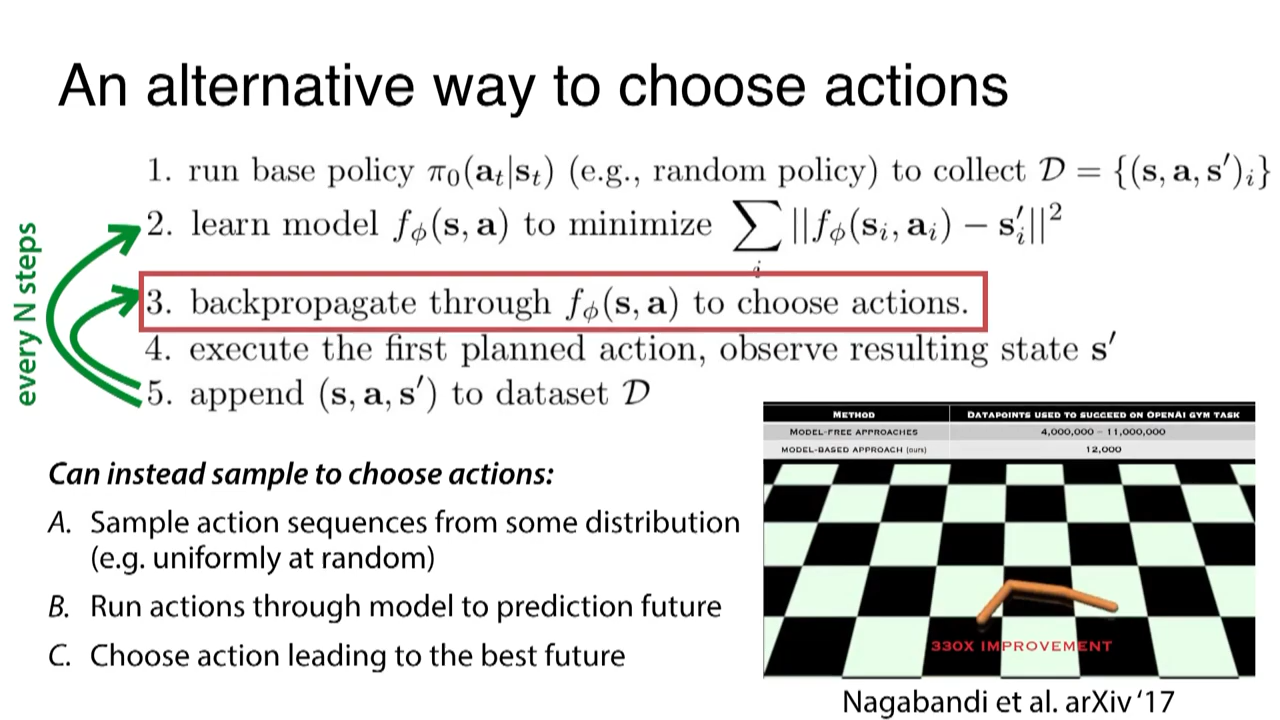 An alternative way to choose actions
1. run base policy π₀(aₜ|sₜ) (e.g., random policy) to collect 𝒟 = {(s, a, s′)ᵢ}
2. learn model f_ϕ(s, a) to minimize ∑ᵢ ||f_ϕ(sᵢ, aᵢ) − s′ᵢ||²
3. backpropagate through f_ϕ(s, a) to choose actions.
4. execute the first planned action, observe resulting state s′
5. append (s, a, s′) to dataset 𝒟
every N steps
Can instead sample to choose actions:
A. Sample action sequences from some distribution
(e.g. uniformly at random)
B. Run actions through model to prediction future
C. Choose action leading to the best future
METHOD DATAPOINTS USED TO SUCCEED ON OPENAI GYM TASK
MODEL-FREE APPROACHES 4,000,000 – 11,000,000
MODEL-BASED APPROACH (ours) 12,000
330X IMPROVEMENT
Nagabandi et al. arXiv ‘17